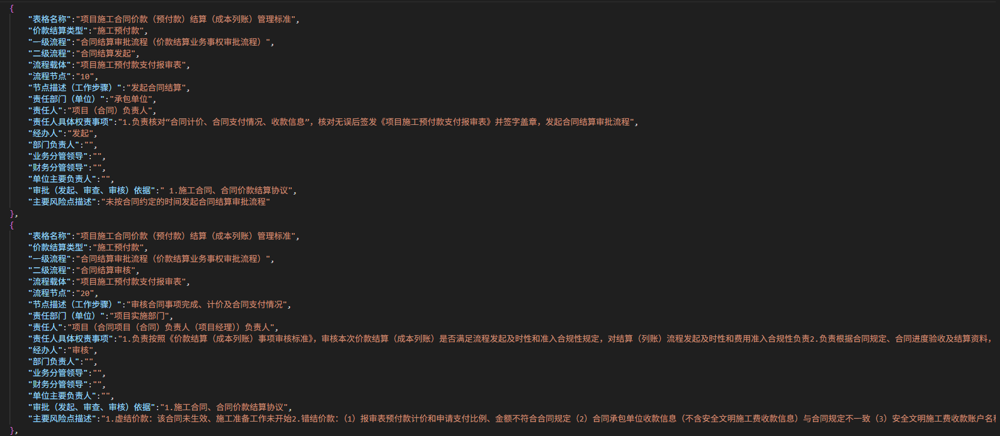 {
"表格名称":"项目施工合同价款（预付款）结算（成本列账）管理标准",
"价款结算类型":"施工预付款",
"一级流程":"合同结算审批流程（价款结算业务事权审批流程）",
"二级流程":"合同结算发起",
"流程载体":"项目施工预付款支付报审表",
"流程节点":"10",
"节点描述（工作步骤）":"发起合同结算",
"责任部门（单位）":"承包单位",
"责任人":"项目（合同）负责人",
"责任人具体权责事项":"1.负责核对“合同计价、合同支付情况、收款信息”，核对无误后签发《项目施工预付款支付报审表》并签字盖章，发起合同结算审批流程",
"经办人":"发起",
"部门负责人":"",
"业务分管领导":"",
"财务分管领导":"",
"单位主要负责人":"",
"审批（发起、审查、审核）依据":" 1.施工合同、合同价款结算协议",
"主要风险点描述":"未按合同约定的时间发起合同结算审批流程"
},
{
"表格名称":"项目施工合同价款（预付款）结算（成本列账）管理标准",
"价款结算类型":"施工预付款",
"一级流程":"合同结算审批流程（价款结算业务事权审批流程）",
"二级流程":"合同结算审核",
"流程载体":"项目施工预付款支付报审表",
"流程节点":"20",
"节点描述（工作步骤）":"审核合同事项完成、计价及合同支付情况",
"责任部门（单位）":"项目实施部门",
"责任人":"项目（合同项目（合同）负责人（项目经理））负责人",
"责任人具体权责事项":"1.负责按照《价款结算（成本列账）事项审核标准》，审核本次价款结算（成本列账）是否满足流程发起及时性和准入合规性规定，对结算（列账）流程发起及时性和费用准入合规性负责2.负责根据合同规定、合同进度验收及结算资料，
"经办人":"审核",
"部门负责人":"",
"业务分管领导":"",
"财务分管领导":"",
"单位主要负责人":"",
"审批（发起、审查、审核）依据":"1.施工合同、合同价款结算协议",
"主要风险点描述":"1.虚结价款：该合同未生效、施工准备工作未开始2.错结价款：（1）报审表预付款计价和申请支付比例、金额不符合合同规定（2）合同承包单位收款信息（不含安全文明施工费收款信息）与合同规定不一致（3）安全文明施工费收款账户名
},